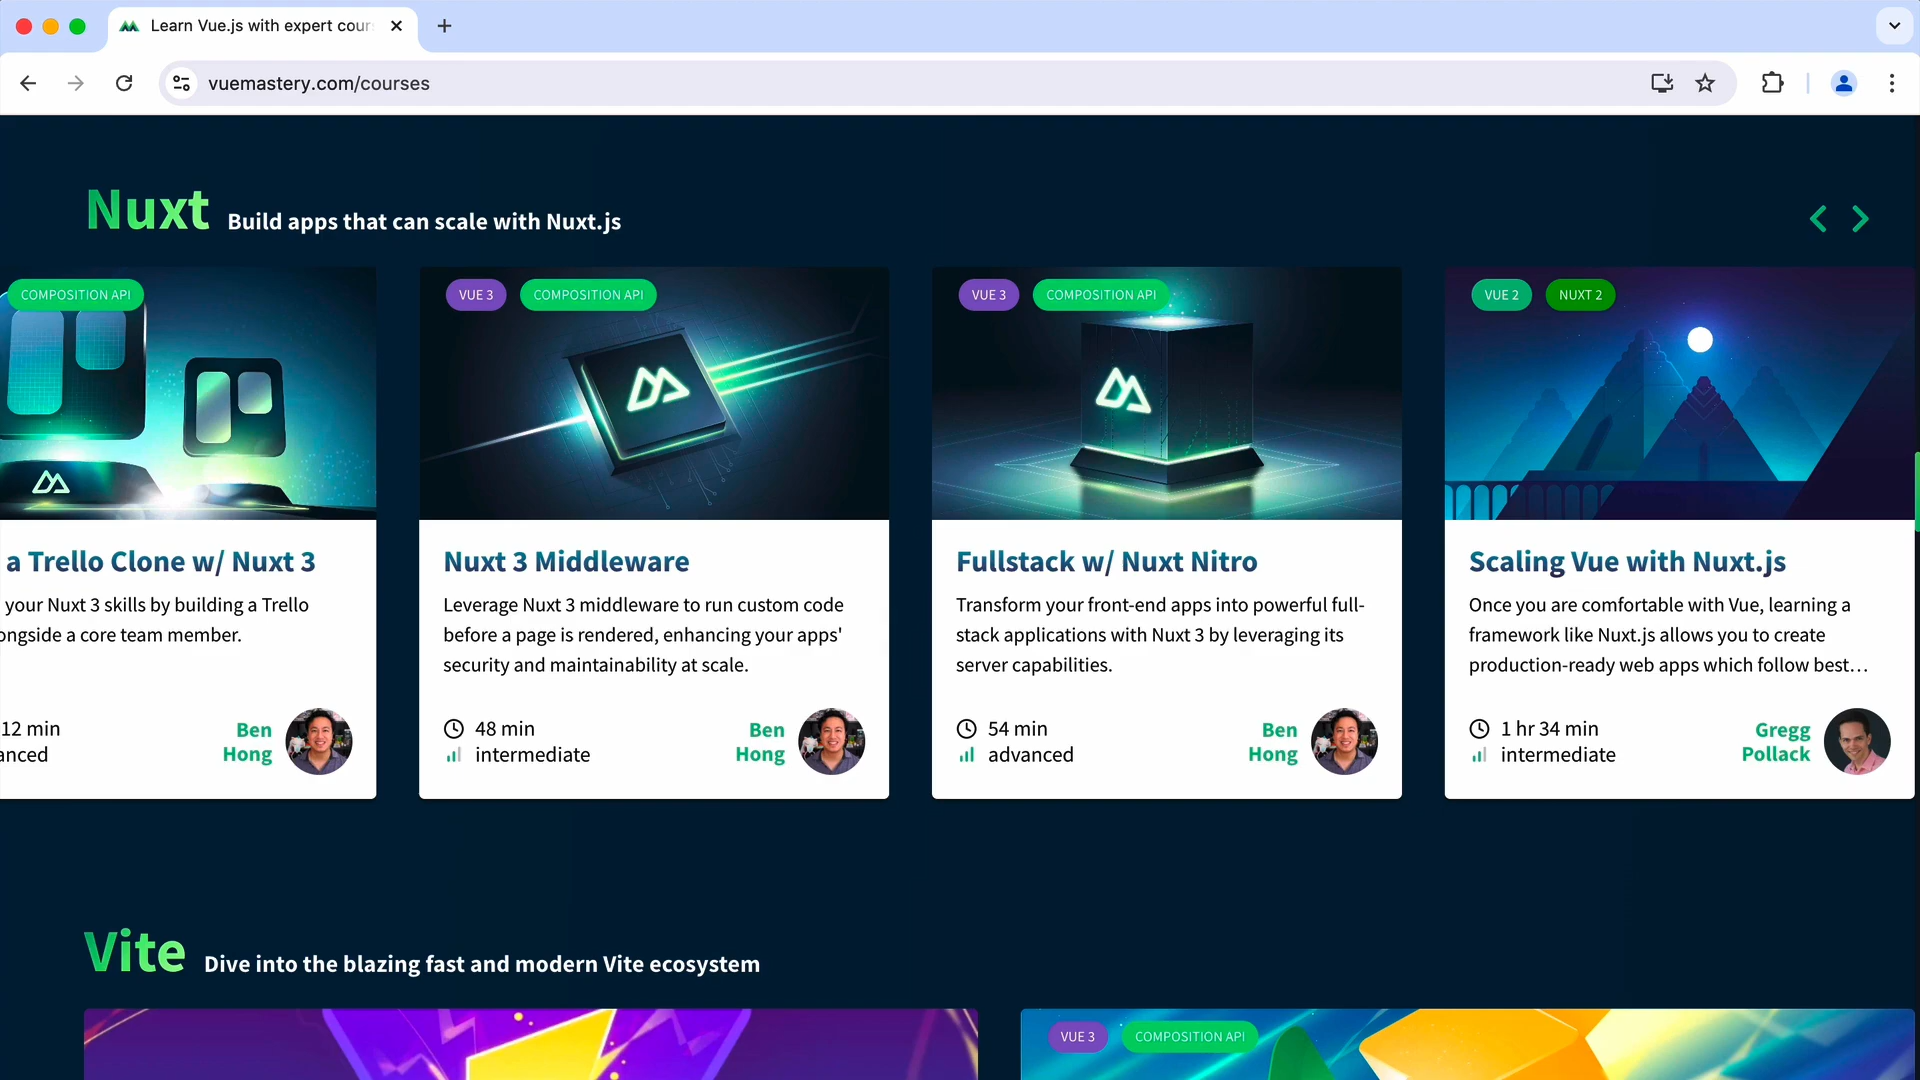 Learn Vue.js with expert cour
vuemastery.com/courses
Nuxt Build apps that can scale with Nuxt.js
COMPOSITION API
a Trello Clone w/ Nuxt 3
your Nuxt 3 skills by building a Trello
ongside a core team member.
12 min
anced
Ben
Hong
VUE 3 COMPOSITION API
Nuxt 3 Middleware
Leverage Nuxt 3 middleware to run custom code
before a page is rendered, enhancing your apps'
security and maintainability at scale.
48 min
intermediate
Ben
Hong
VUE 3 COMPOSITION API
Fullstack w/ Nuxt Nitro
Transform your front-end apps into powerful full-
stack applications with Nuxt 3 by leveraging its
server capabilities.
54 min
advanced
Ben
Hong
VUE 2 NUXT 2
Scaling Vue with Nuxt.js
Once you are comfortable with Vue, learning a
framework like Nuxt.js allows you to create
production-ready web apps which follow best…
1 hr 34 min
intermediate
Gregg
Pollack
Vite Dive into the blazing fast and modern Vite ecosystem
VUE 3 COMPOSITION API